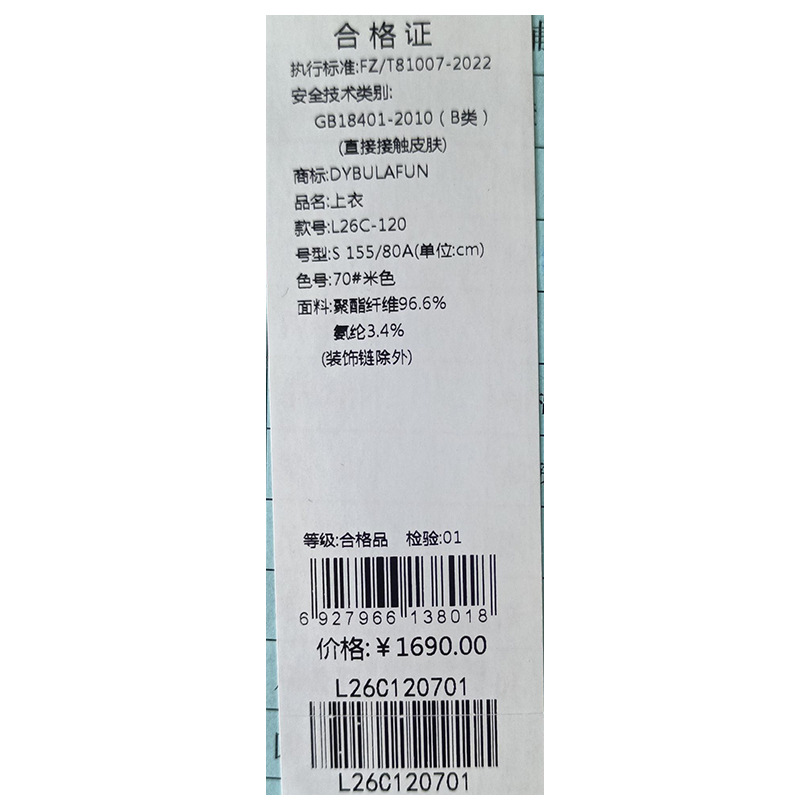 合格证
执行标准:FZ/T81007-2022
安全技术类别:
GB18401-2010(B类)
(直接接触皮肤)
商标:DYBULAFUN
品名:上衣
款号:L26C-120
号型:S 155/80A(单位:cm)
色号:70#米色
面料:聚酯纤维96.6%
氨纶3.4%
(装饰链除外)
等级:合格品 检验:01
6 927966 138018
价格:¥1690.00
L26C120701
L26C120701